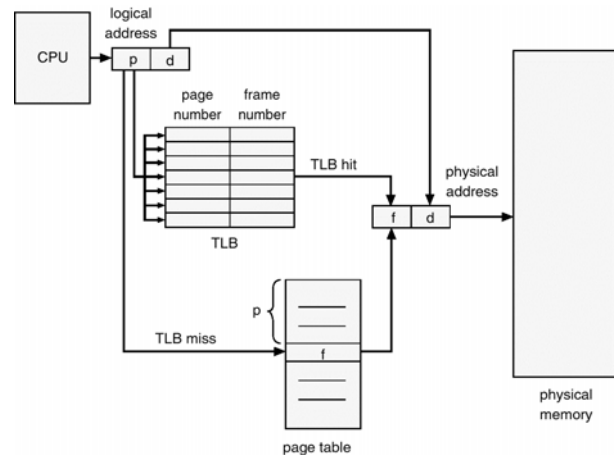 logical
address
CPU
p d
page
number
frame
number
TLB hit
physical
address
f d
TLB
p
TLB miss
f
page table
physical
memory